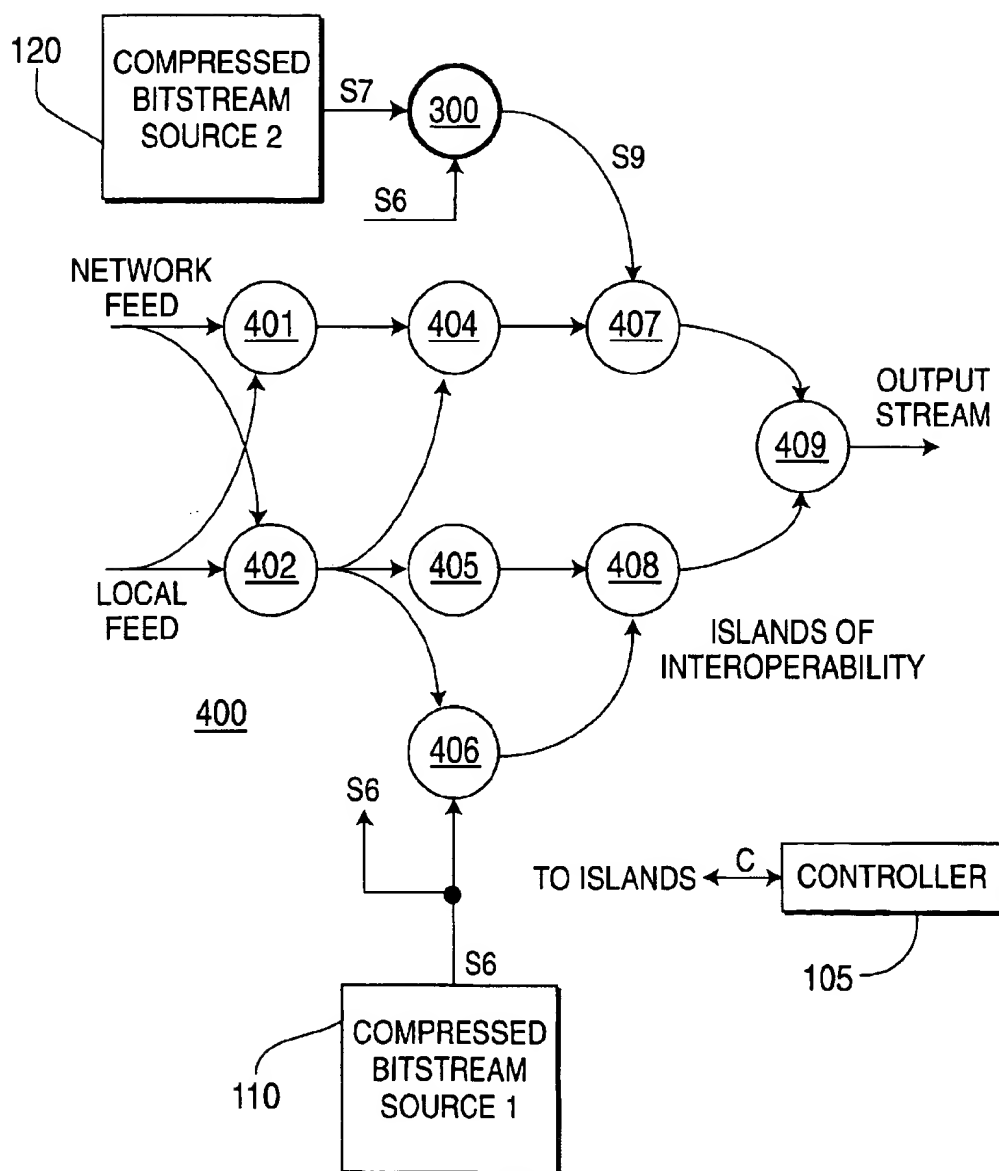 120
COMPRESSED
BITSTREAM
SOURCE 2
S7
300
S6
S9
NETWORK
FEED
401
404
407
OUTPUT
STREAM
409
LOCAL
FEED
402
405
408
ISLANDS OF
INTEROPERABILITY
400
406
S6
TO ISLANDS
C
CONTROLLER
105
S6
110
COMPRESSED
BITSTREAM
SOURCE 1